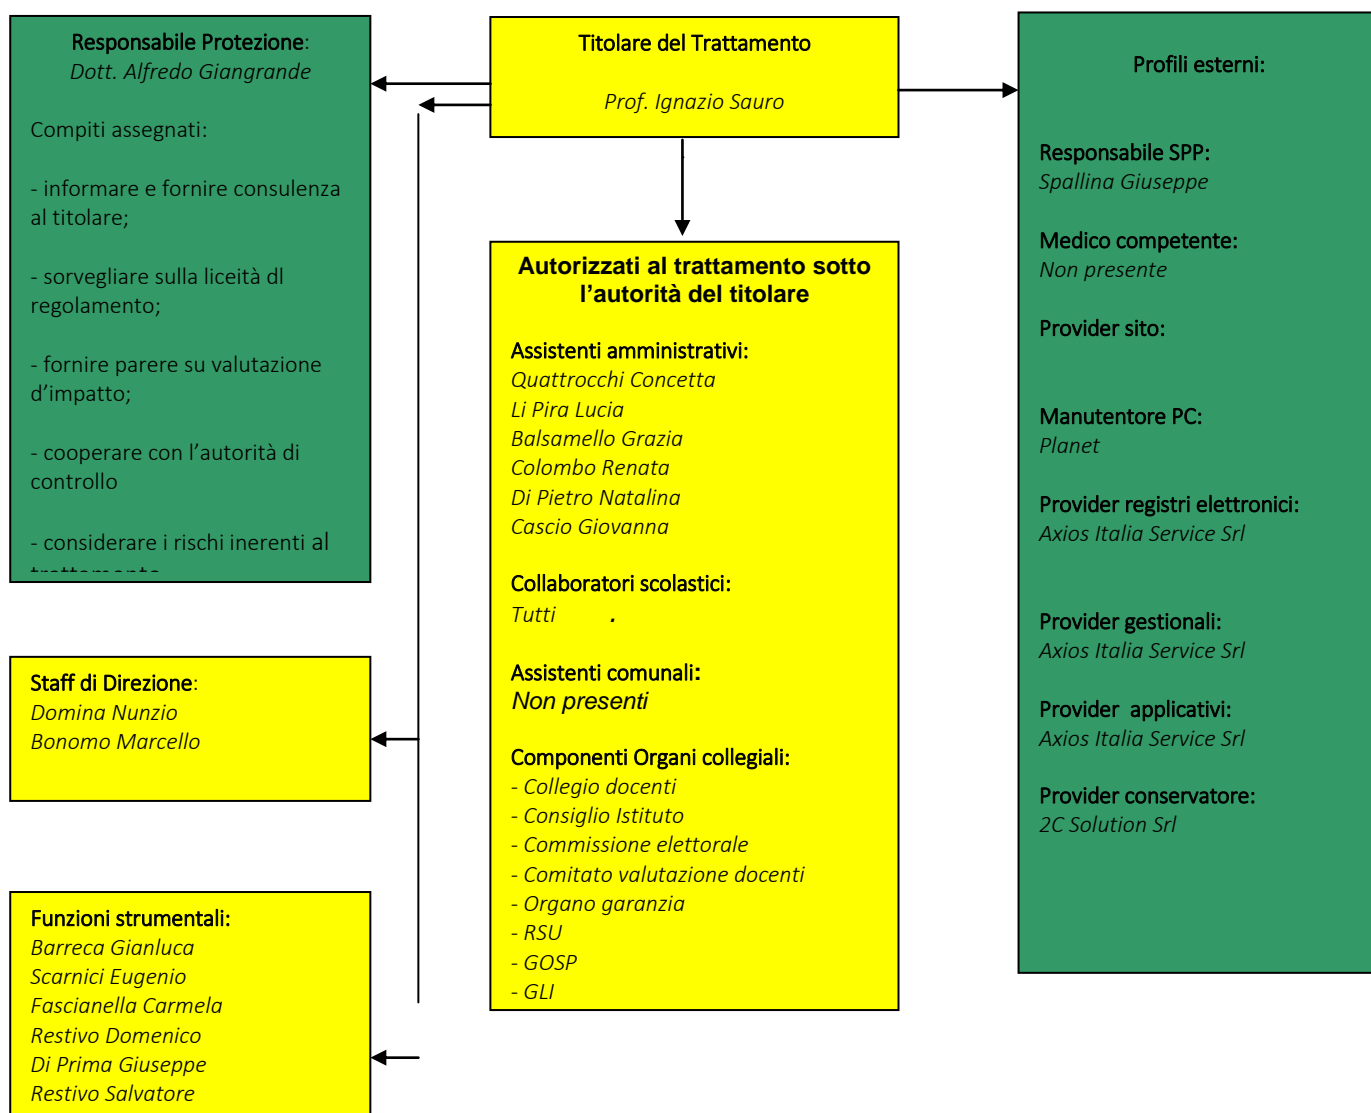 Responsabile Protezione:
Dott. Alfredo Giangrande
Compiti assegnati:
- informare e fornire consulenza
al titolare;
- sorvegliare sulla liceità dl
regolamento;
- fornire parere su valutazione
d’impatto;
- cooperare con l’autorità di
controllo
- considerare i rischi inerenti al
Titolare del Trattamento
Prof. Ignazio Sauro
Profili esterni:
Responsabile SPP:
Spallina Giuseppe
Medico competente:
Non presente
Provider sito:
Manutentore PC:
Planet
Provider registri elettronici:
Axios Italia Service Srl
Provider gestionali:
Axios Italia Service Srl
Provider applicativi:
Axios Italia Service Srl
Provider conservatore:
2C Solution Srl
Autorizzati al trattamento sotto
l’autorità del titolare
Assistenti amministrativi:
Quattrocchi Concetta
Li Pira Lucia
Balsamello Grazia
Colombo Renata
Di Pietro Natalina
Cascio Giovanna
Collaboratori scolastici:
Tutti .
Assistenti comunali:
Non presenti
Componenti Organi collegiali:
- Collegio docenti
- Consiglio Istituto
- Commissione elettorale
- Comitato valutazione docenti
- Organo garanzia
- RSU
- GOSP
- GLI
Staff di Direzione:
Domina Nunzio
Bonomo Marcello
Funzioni strumentali:
Barreca Gianluca
Scarnici Eugenio
Fascianella Carmela
Restivo Domenico
Di Prima Giuseppe
Restivo Salvatore